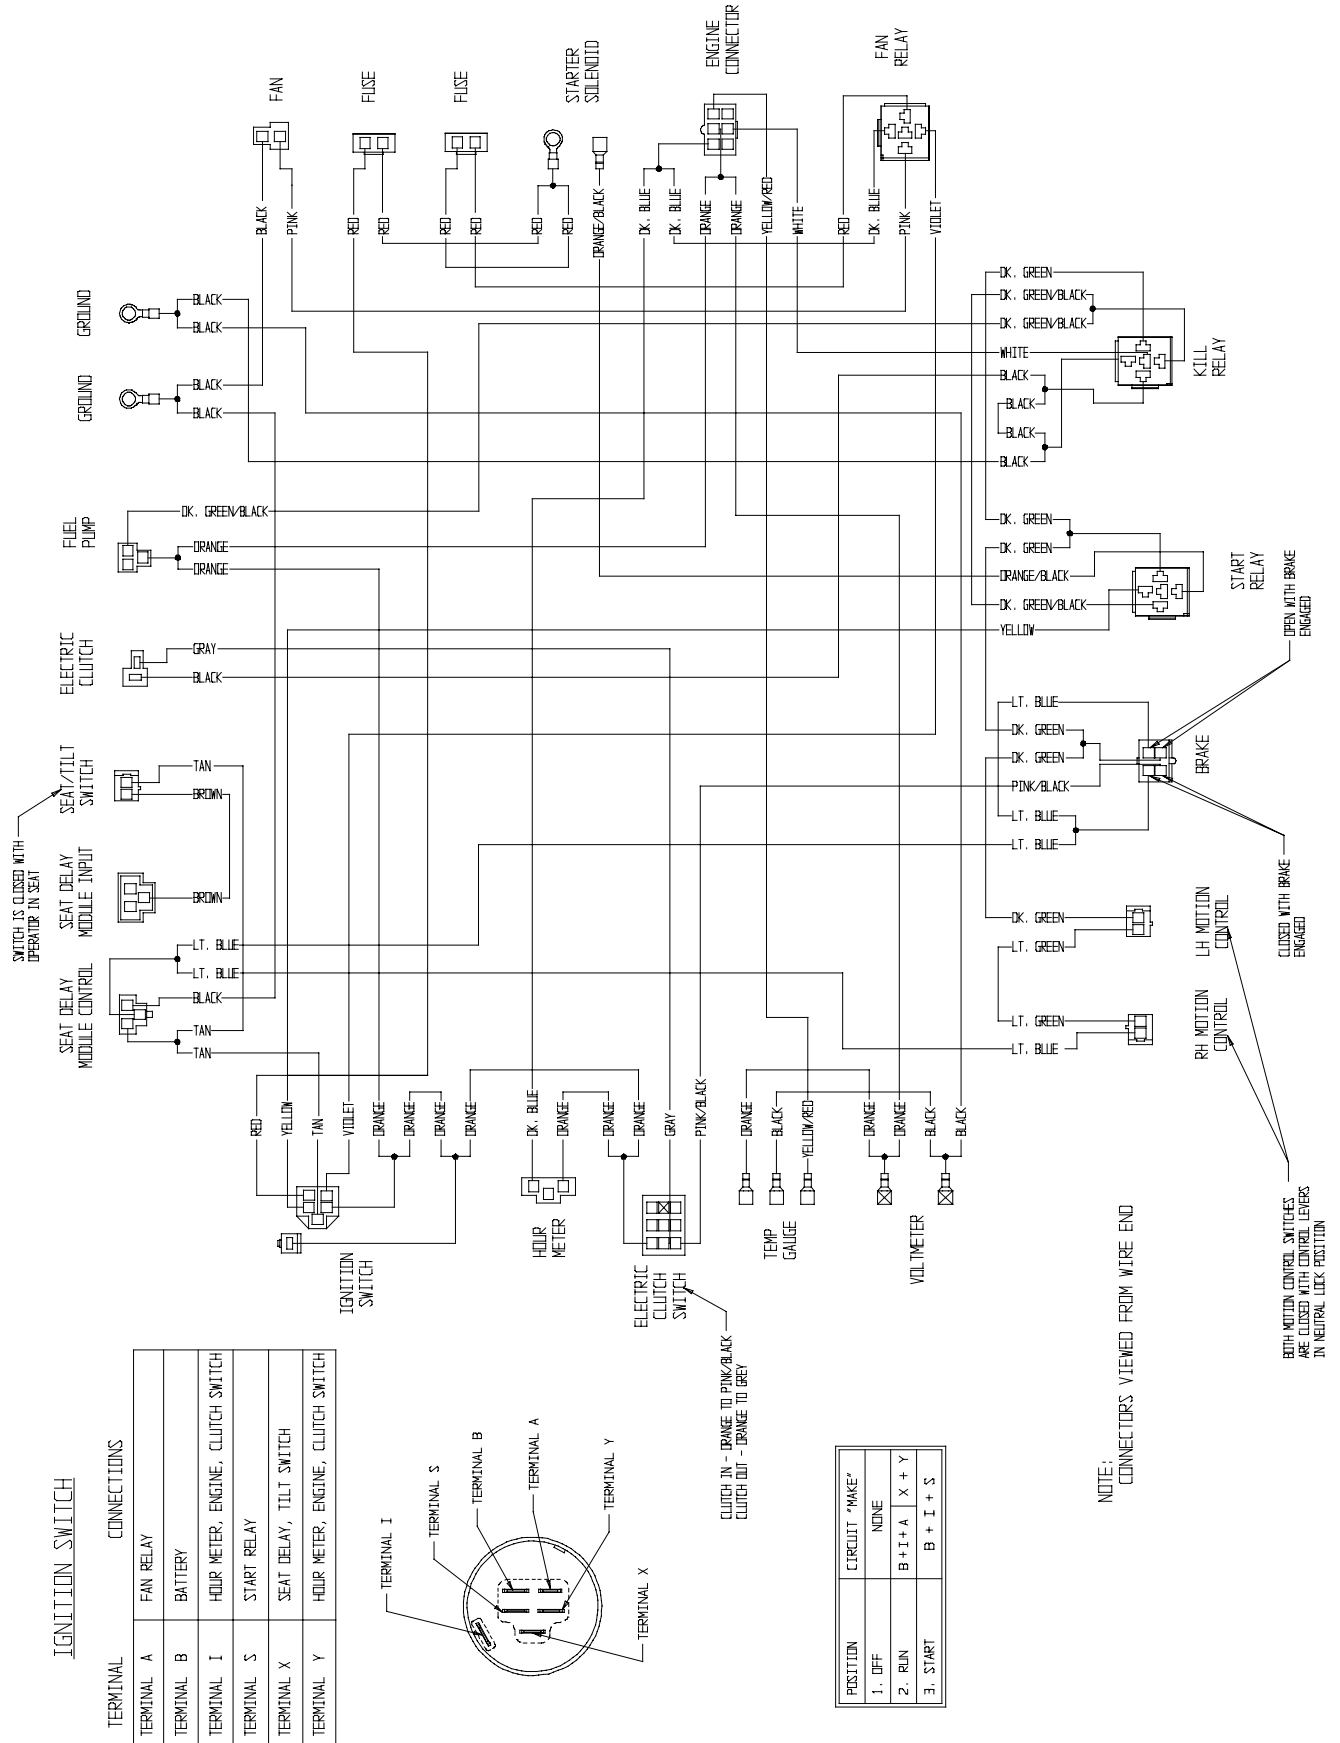 ENGINE
CONNECTOR
FAN
RELAY
STARTER
SOLENOID
FUSE
FUSE
FAN
BLACK
PINK
RED
RED
RED
RED
RED
RED
ORANGE/BLACK
DK. BLUE
DK. BLUE
ORANGE
ORANGE
YELLOW/RED
WHITE
RED
DK. BLUE
PINK
VIOLET
GROUND
BLACK
BLACK
GROUND
BLACK
BLACK
DK. GREEN
DK. GREEN/BLACK
DK. GREEN/BLACK
WHITE
BLACK
BLACK
BLACK
BLACK
KILL
RELAY
FUEL
PUMP
DK. GREEN/BLACK
ORANGE
ORANGE
DK. GREEN
DK. GREEN
ORANGE/BLACK
DK. GREEN/BLACK
YELLOW
START
RELAY
ELECTRIC
CLUTCH
GRAY
BLACK
OPEN WITH BRAKE
ENGAGED
LT. BLUE
DK. GREEN
DK. GREEN
PINK/BLACK
LT. BLUE
LT. BLUE
BRAKE
SEAT/TILT
SWITCH
TAN
BROWN
SWITCH IS CLOSED WITH
OPERATOR IN SEAT
SEAT DELAY
MODULE INPUT
BROWN
CLOSED WITH BRAKE
ENGAGED
SEAT DELAY
MODULE CONTROL
LT. BLUE
LT. BLUE
BLACK
TAN
TAN
DK. GREEN
LT. GREEN
LH MOTION
CONTROL
LT. GREEN
LT. BLUE
RH MOTION
CONTROL
RED
YELLOW
TAN
VIOLET
ORANGE
ORANGE
ORANGE
ORANGE
DK. BLUE
ORANGE
ORANGE
ORANGE
GRAY
PINK/BLACK
ORANGE
BLACK
YELLOW/RED
ORANGE
ORANGE
BLACK
BLACK
IGNITION
SWITCH
HOUR
METER
ELECTRIC
CLUTCH
SWITCH
TEMP
GAUGE
VOLTMETER
CLUTCH IN - ORANGE TO PINK/BLACK
CLUTCH OUT - ORANGE TO GREY
BOTH MOTION CONTROL SWITCHES
ARE CLOSED WITH CONTROL LEVERS
IN NEUTRAL LOCK POSITION
NOTE:
CONNECTORS VIEWED FROM WIRE END
IGNITION SWITCH
TERMINAL CONNECTIONS
TERMINAL A FAN RELAY
TERMINAL B BATTERY
TERMINAL I HOUR METER, ENGINE, CLUTCH SWITCH
TERMINAL S START RELAY
TERMINAL X SEAT DELAY, TILT SWITCH
TERMINAL Y HOUR METER, ENGINE, CLUTCH SWITCH
TERMINAL I
TERMINAL S
TERMINAL B
TERMINAL A
TERMINAL Y
TERMINAL X
POSITION CIRCUIT "MAKE"
1. OFF NONE
2. RUN B+I+A X + Y
3. START B + I + S